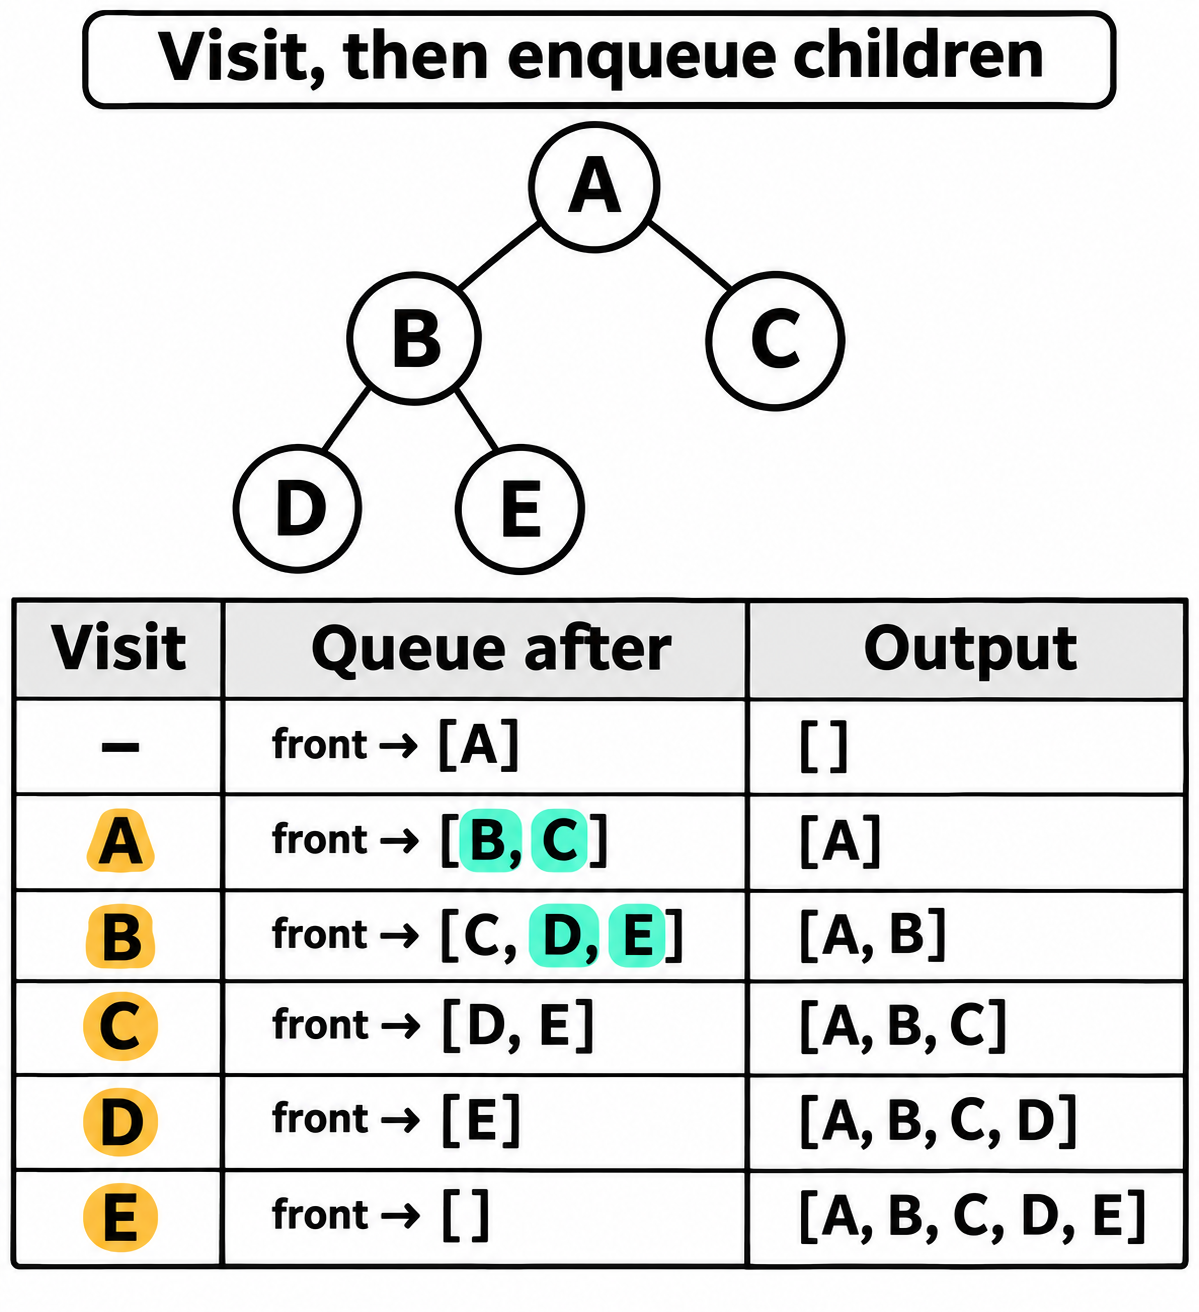 Visit, then enqueue children
A
B
C
D
E
Visit Queue after Output
– front → [A] []
A front → [B, C] [A]
B front → [C, D, E] [A, B]
C front → [D, E] [A, B, C]
D front → [E] [A, B, C, D]
E front → [] [A, B, C, D, E]